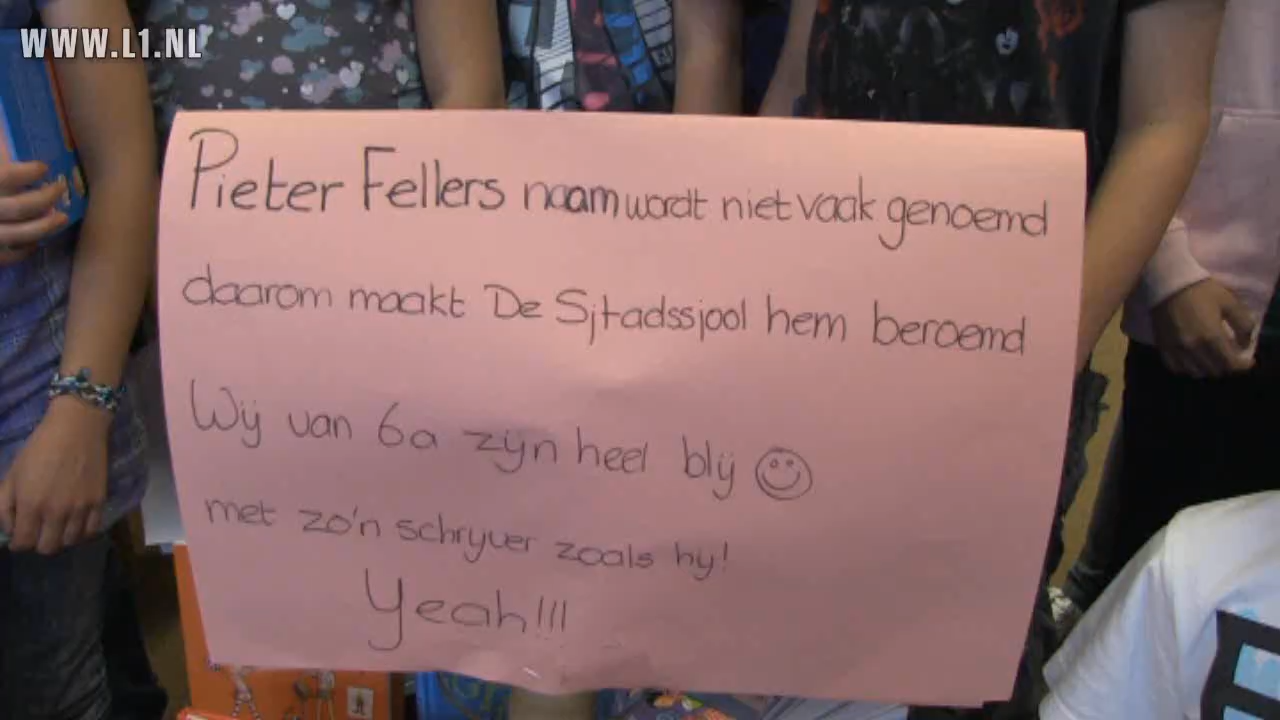 WWW.L1.NL
Pieter Fellers naam wordt niet vaak genoemd
daarom maakt De Sjtadssjool hem beroemd
Wij van 6a zijn heel blij
met zo'n schrijver zoals hij!
Yeah!!!